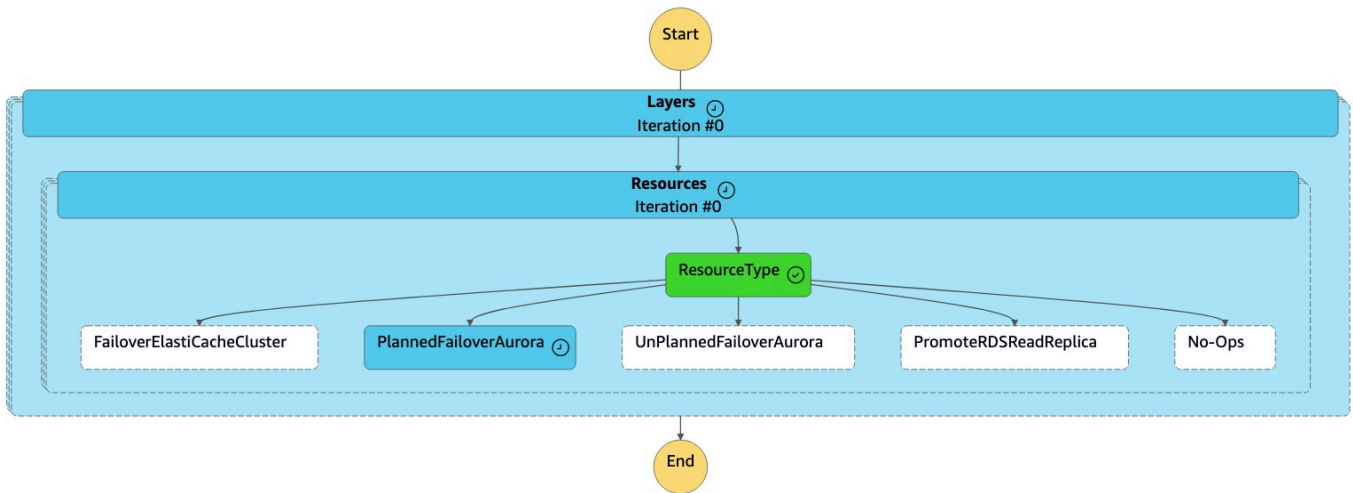 Start
Layers
Iteration #0
Resources
Iteration #0
ResourceType
FailoverElastiCacheCluster
PlannedFailoverAurora
UnPlannedFailoverAurora
PromoteRDSReadReplica
No-Ops
End